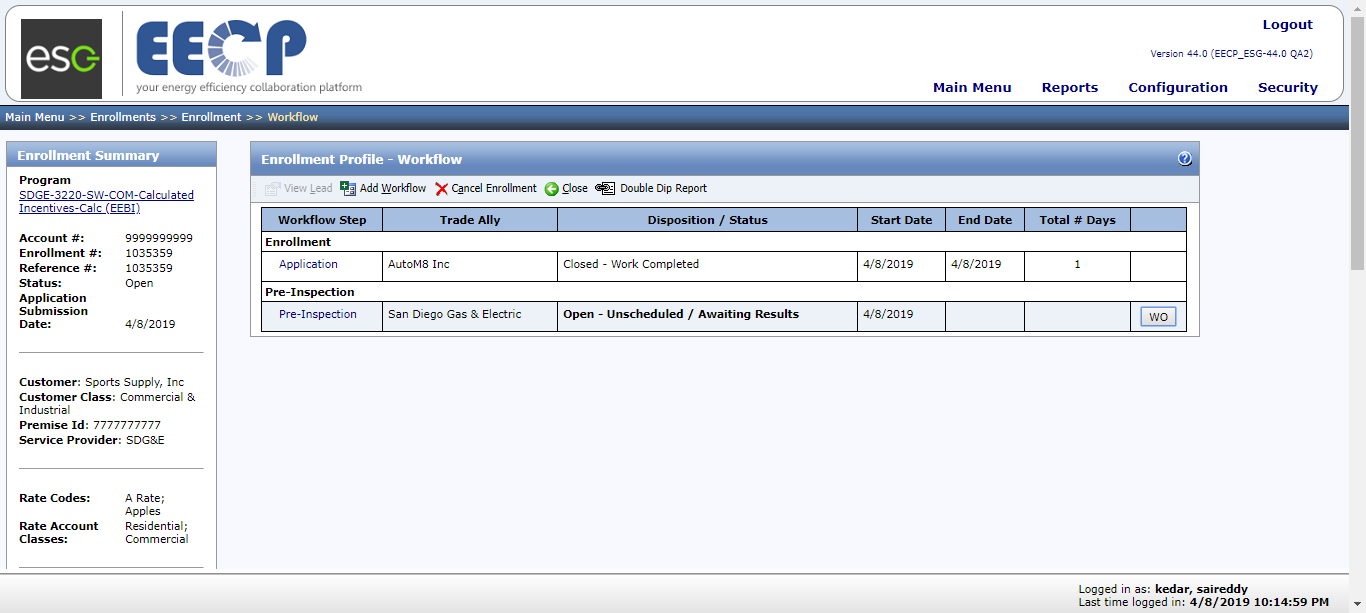 Logout
esg
EECP
your energy efficiency collaboration platform
Version 44.0 (EECP_ESG-44.0 QA2)
Main Menu Reports Configuration Security
Main Menu >> Enrollments >> Enrollment >> Workflow
Enrollment Summary
Program
SDGE-3220-SW-COM-Calculated
Incentives-Calc (EEBI)
Account #: 9999999999
Enrollment #: 1035359
Reference #: 1035359
Status: Open
Application
Submission
Date: 4/8/2019
Customer: Sports Supply, Inc
Customer Class: Commercial &
Industrial
Premise Id: 7777777777
Service Provider: SDG&E
Rate Codes: A Rate;
Apples
Rate Account Residential;
Classes: Commercial
Enrollment Profile - Workflow ?
View Lead Add Workflow Cancel Enrollment Close Double Dip Report
Workflow Step Trade Ally Disposition / Status Start Date End Date Total # Days
Enrollment
Application AutoM8 Inc Closed - Work Completed 4/8/2019 4/8/2019 1
Pre-Inspection
Pre-Inspection San Diego Gas & Electric Open - Unscheduled / Awaiting Results 4/8/2019 WO
Logged in as: kedar, saireddy
Last time logged in: 4/8/2019 10:14:59 PM